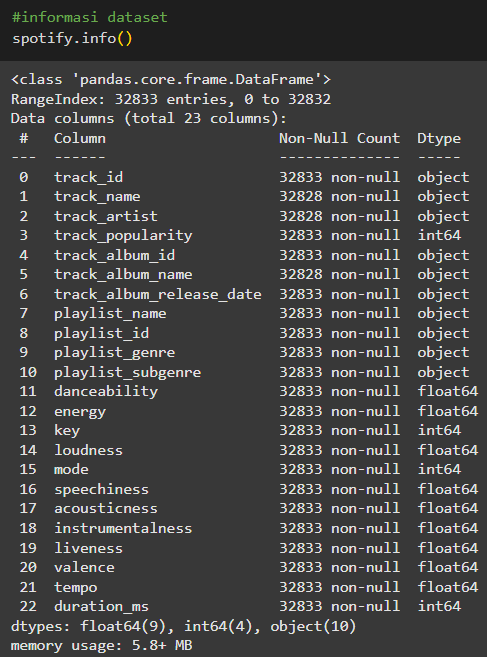 #informasi dataset
spotify.info()
<class 'pandas.core.frame.DataFrame'>
RangeIndex: 32833 entries, 0 to 32832
Data columns (total 23 columns):
 #   Column                    Non-Null Count  Dtype
---  ------                    --------------  -----
 0   track_id                  32833 non-null  object
 1   track_name                32828 non-null  object
 2   track_artist              32828 non-null  object
 3   track_popularity          32833 non-null  int64
 4   track_album_id            32833 non-null  object
 5   track_album_name          32828 non-null  object
 6   track_album_release_date  32833 non-null  object
 7   playlist_name             32833 non-null  object
 8   playlist_id               32833 non-null  object
 9   playlist_genre            32833 non-null  object
 10  playlist_subgenre         32833 non-null  object
 11  danceability              32833 non-null  float64
 12  energy                    32833 non-null  float64
 13  key                       32833 non-null  int64
 14  loudness                  32833 non-null  float64
 15  mode                      32833 non-null  int64
 16  speechiness               32833 non-null  float64
 17  acousticness              32833 non-null  float64
 18  instrumentalness          32833 non-null  float64
 19  liveness                  32833 non-null  float64
 20  valence                   32833 non-null  float64
 21  tempo                     32833 non-null  float64
 22  duration_ms               32833 non-null  int64
dtypes: float64(9), int64(4), object(10)
memory usage: 5.8+ MB